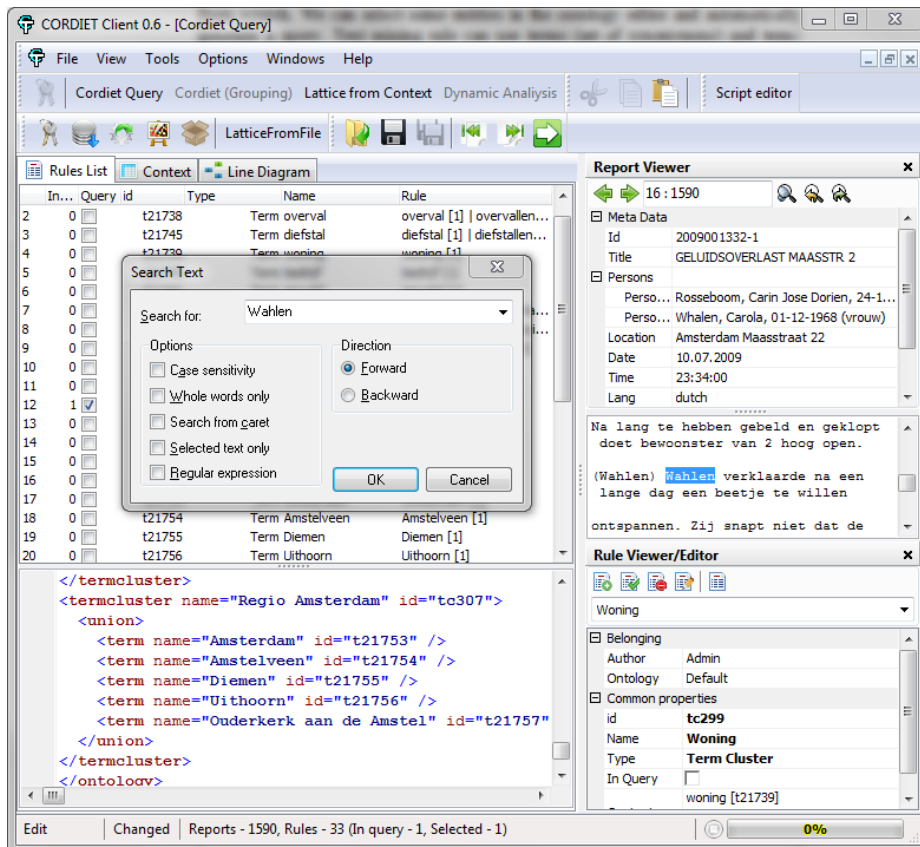 CORDIET Client 0.6 - [Cordiet Query]
File View Tools Options Windows Help
Cordiet Query Cordiet (Grouping) Lattice from Context Dynamic Analiysis Script editor
LatticeFromFile
Rules List Context Line Diagram
In... Query id Type Name Rule
2 0 t21738 Term overval overval [1] | overvallen...
3 0 t21745 Term diefstal diefstal [1] | diefstallen...
4 0 t21739 Term woning woning [1]
5 0
6 0
7 0
8 0
9 0
10 0
11 0
12 1
13 0
14 0
15 0
16 0
17 0
18 0 t21754 Term Amstelveen Amstelveen [1]
19 0 t21755 Term Diemen Diemen [1]
20 0 t21756 Term Uithoorn Uithoorn [1]
Search Text
Search for: Wahlen
Options
Case sensitivity
Whole words only
Search from caret
Selected text only
Regular expression
Direction
Forward
Backward
OK Cancel
</termcluster>
<termcluster name="Regio Amsterdam" id="tc307">
<union>
<term name="Amsterdam" id="t21753" />
<term name="Amstelveen" id="t21754" />
<term name="Diemen" id="t21755" />
<term name="Uithoorn" id="t21756" />
<term name="Ouderkerk aan de Amstel" id="t21757"
</union>
</termcluster>
</ontology>
Report Viewer
16 : 1590
Meta Data
Id 2009001332-1
Title GELUIDSOVERLAST MAASSTR 2
Persons
Perso... Rosseboom, Carin Jose Dorien, 24-1...
Perso... Whalen, Carola, 01-12-1968 (vrouw)
Location Amsterdam Maasstraat 22
Date 10.07.2009
Time 23:34:00
Lang dutch
Na lang te hebben gebeld en geklopt
doet bewoonster van 2 hoog open.
(Wahlen) Wahlen verklaarde na een
lange dag een beetje te willen
ontspannen. Zij snapt niet dat de
Rule Viewer/Editor
Woning
Belonging
Author Admin
Ontology Default
Common properties
id tc299
Name Woning
Type Term Cluster
In Query
woning [t21739]
Edit Changed Reports - 1590, Rules - 33 (In query - 1, Selected - 1) 0%